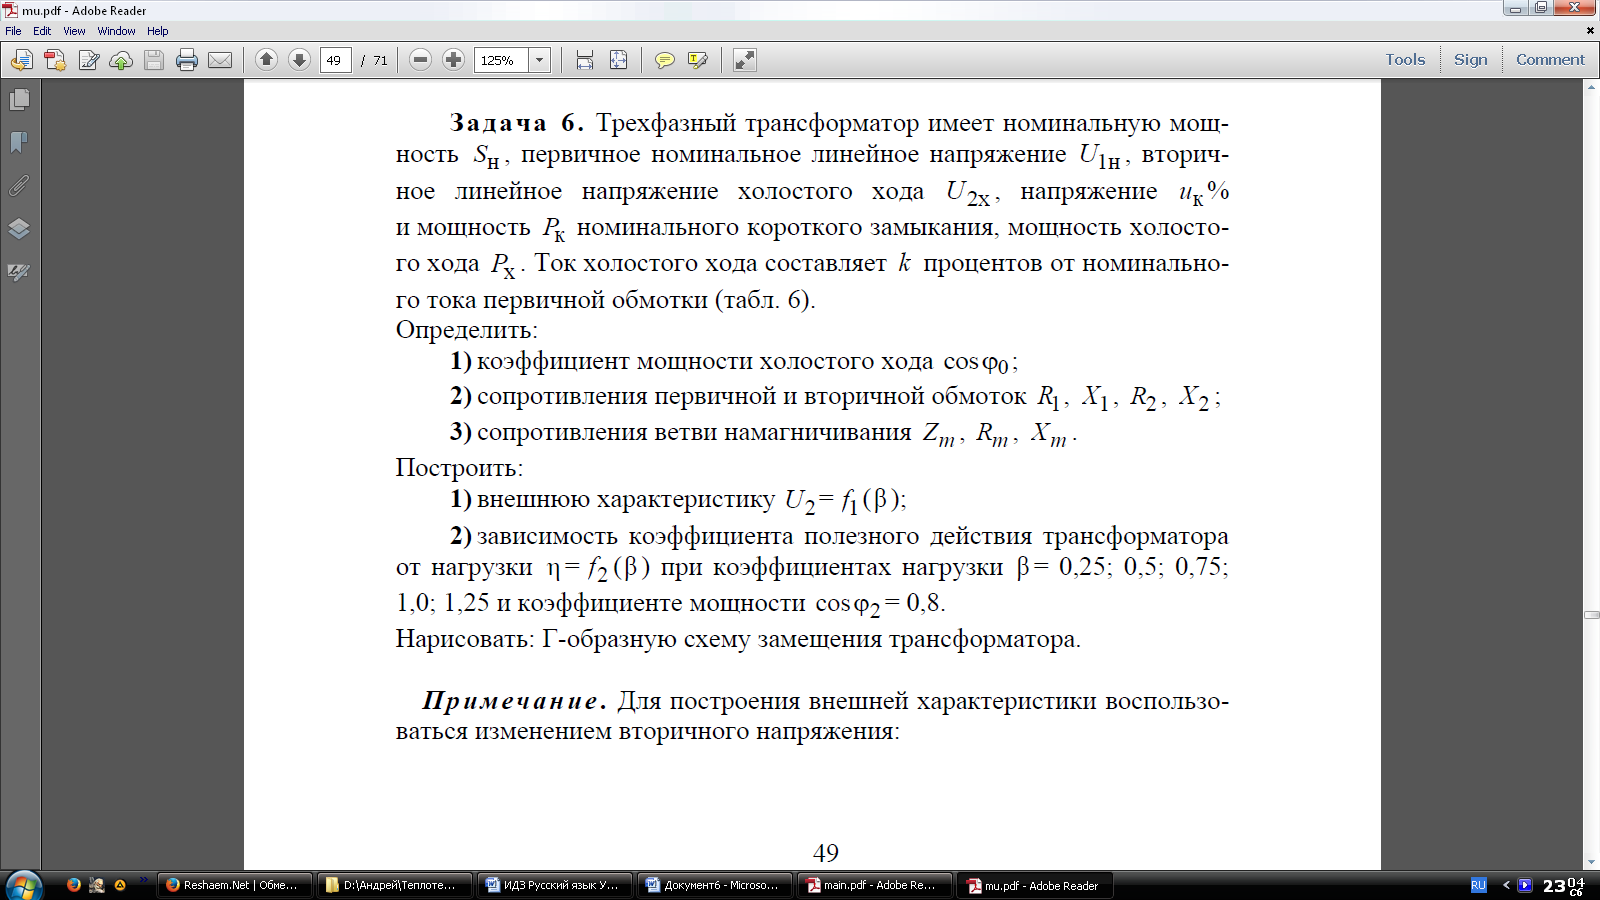 mu.pdf - Adobe Reader
File Edit View Window Help
49 / 71 125% Tools Sign Comment
Задача 6. Трехфазный трансформатор имеет номинальную мощ-
ность Sн, первичное номинальное линейное напряжение U1н, вторич-
ное линейное напряжение холостого хода U2х, напряжение uк%
и мощность Pк номинального короткого замыкания, мощность холосто-
го хода Pх. Ток холостого хода составляет k процентов от номинально-
го тока первичной обмотки (табл. 6).
Определить:
1) коэффициент мощности холостого хода cosφ0;
2) сопротивления первичной и вторичной обмоток R1, X1, R2, X2;
3) сопротивления ветви намагничивания Zm, Rm, Xm.
Построить:
1) внешнюю характеристику U2 = f1(β);
2) зависимость коэффициента полезного действия трансформатора
от нагрузки η = f2(β) при коэффициентах нагрузки β = 0,25; 0,5; 0,75;
1,0; 1,25 и коэффициенте мощности cosφ2 = 0,8.
Нарисовать: Г-образную схему замещения трансформатора.
Примечание. Для построения внешней характеристики воспользо-
ваться изменением вторичного напряжения:
49
Reshaem.Net | Обме... D:\Андрей\Теплоте... ИДЗ Русский язык У... Документ6 - Microso... main.pdf - Adobe Re... mu.pdf - Adobe Reader RU 23 04 Сб